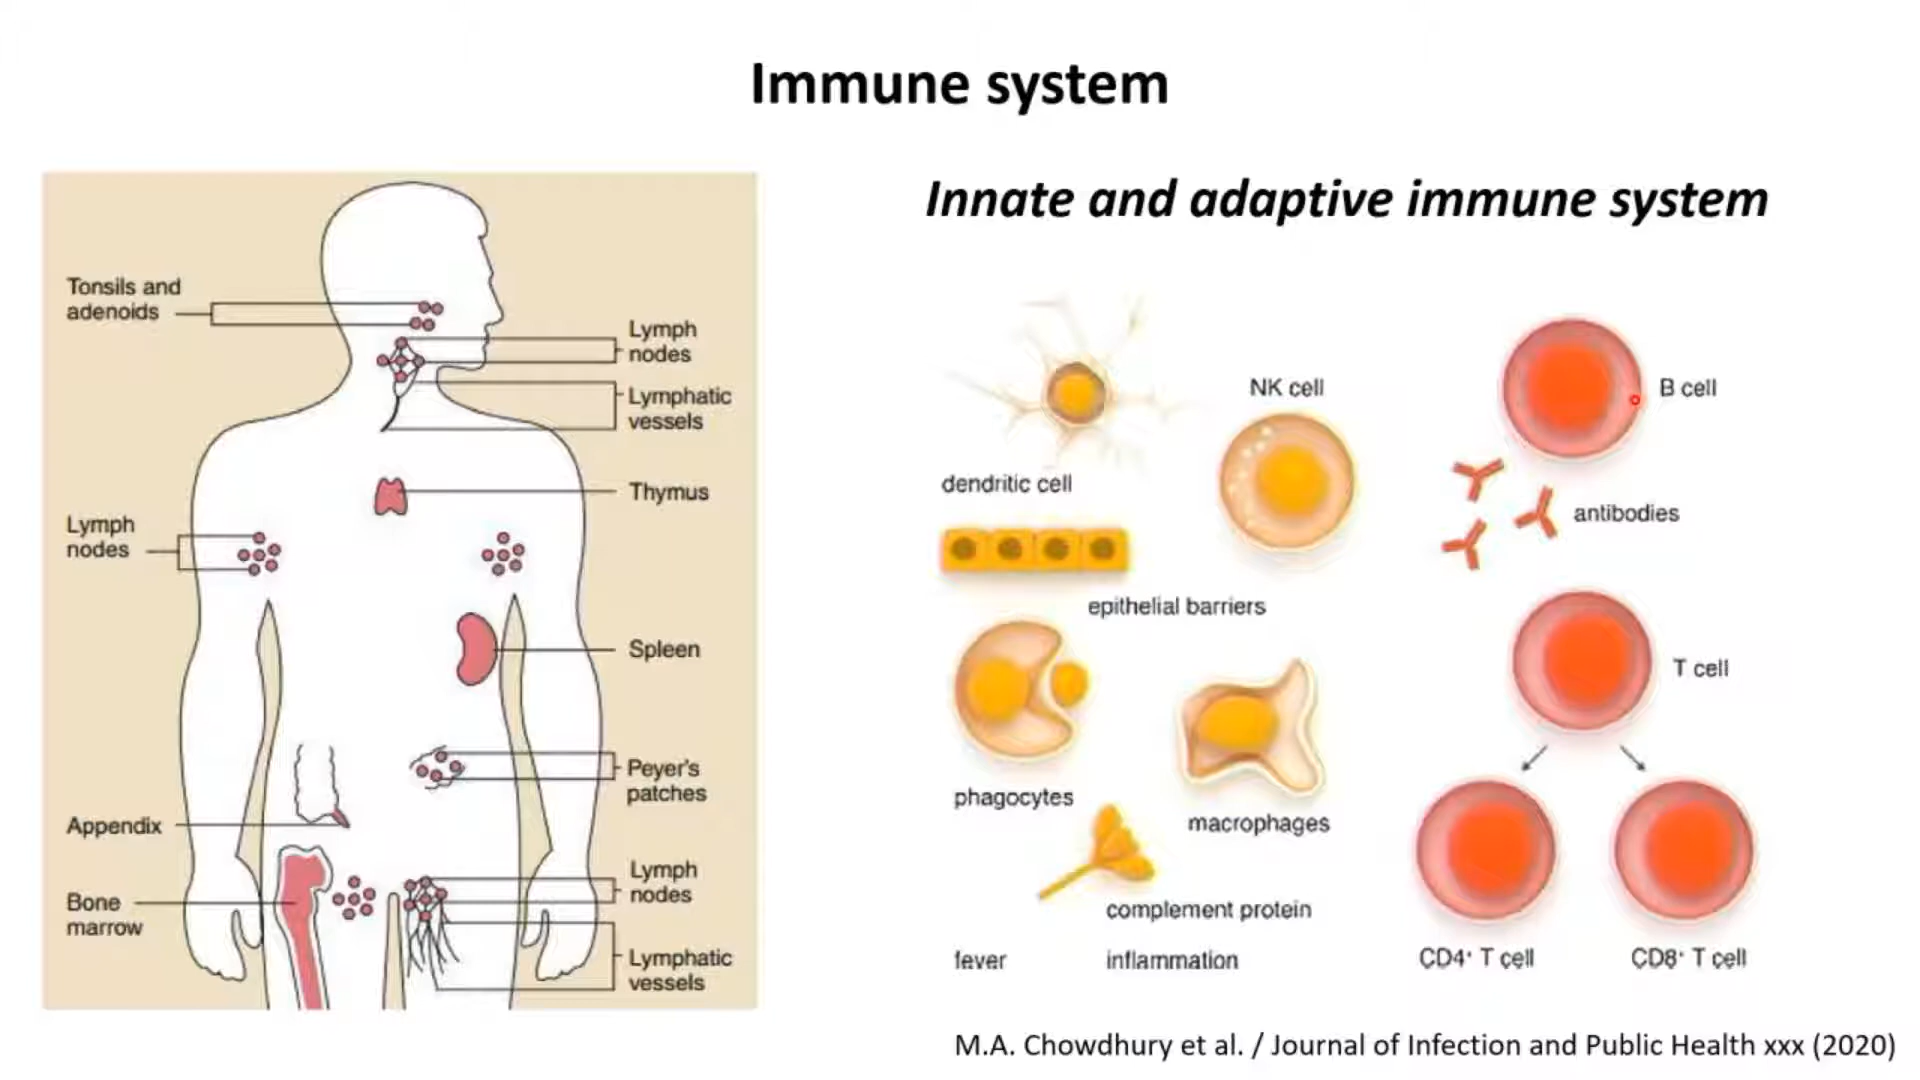 Immune system
Innate and adaptive immune system
Tonsils and
adenoids
Lymph
nodes
Lymphatic
vessels
Thymus
Lymph
nodes
Spleen
Peyer's
patches
Appendix
Lymph
nodes
Bone
marrow
Lymphatic
vessels
NK cell
dendritic cell
epithelial barriers
phagocytes
macrophages
complement protein
fever
inflammation
B cell
antibodies
T cell
CD4⁺ T cell
CD8⁺ T cell
M.A. Chowdhury et al. / Journal of Infection and Public Health xxx (2020)